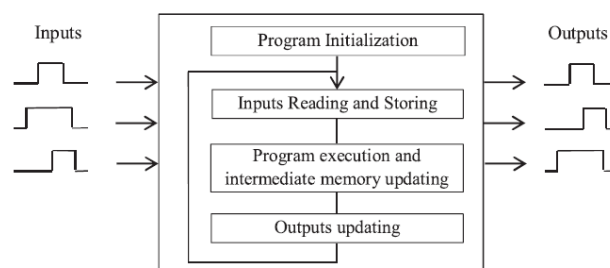 Inputs
Program Initialization
Outputs
Inputs Reading and Storing
Program execution and
intermediate memory updating
Outputs updating